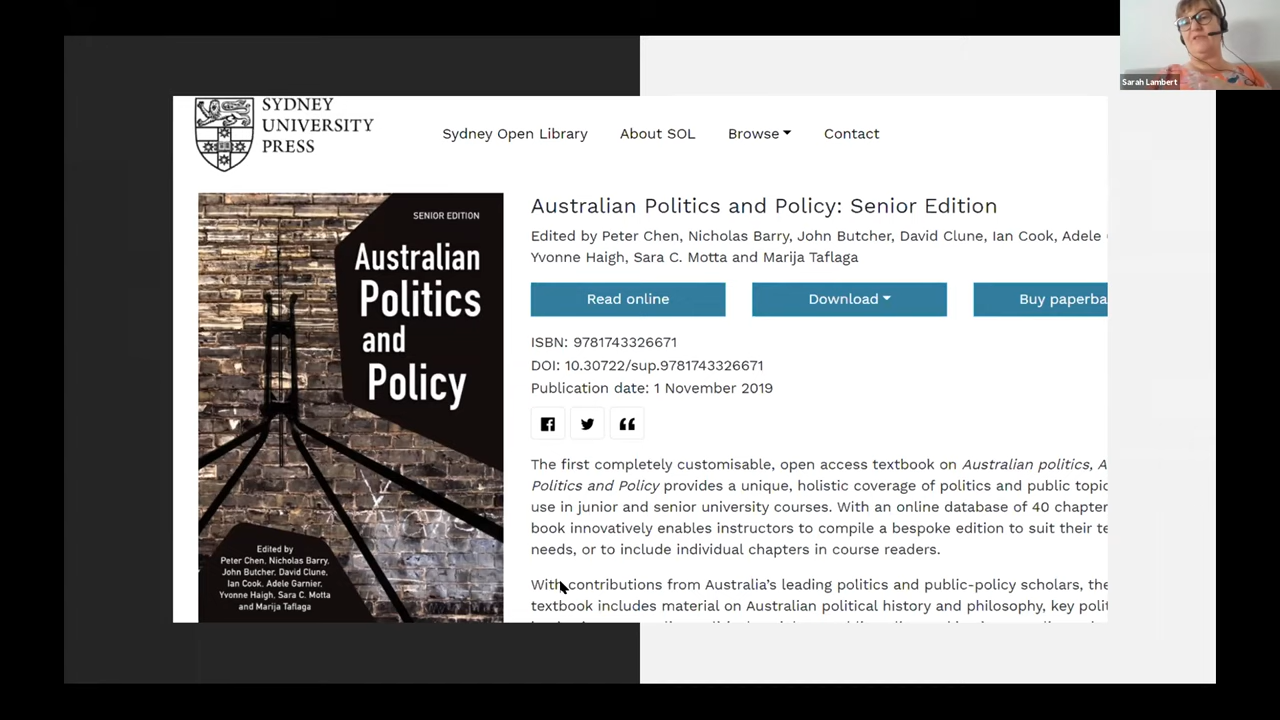 Sarah Lambert
SYDNEY
UNIVERSITY
PRESS
Sydney Open Library
About SOL
Browse
Contact
SENIOR EDITION
Australian
Politics
and
Policy
Edited by
Peter Chen, Nicholas Barry,
John Butcher, David Clune,
Ian Cook, Adele Garnier,
Yvonne Haigh, Sara C. Motta
and Marija Taflaga
Australian Politics and Policy: Senior Edition
Edited by Peter Chen, Nicholas Barry, John Butcher, David Clune, Ian Cook, Adele
Yvonne Haigh, Sara C. Motta and Marija Taflaga
Read online
Download
Buy paperba
ISBN: 9781743326671
DOI: 10.30722/sup.9781743326671
Publication date: 1 November 2019
The first completely customisable, open access textbook on Australian politics, A
Politics and Policy provides a unique, holistic coverage of politics and public topic
use in junior and senior university courses. With an online database of 40 chapter
book innovatively enables instructors to compile a bespoke edition to suit their te
needs, or to include individual chapters in course readers.
With contributions from Australia's leading politics and public-policy scholars, the
textbook includes material on Australian political history and philosophy, key polit